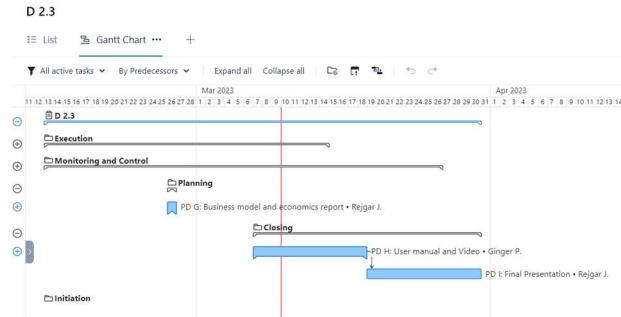 D 2.3
List Gantt Chart ••• +
All active tasks By Predecessors Expand all Collapse all
Mar 2023 Apr 2023
11 12 13 14 15 16 17 18 19 20 21 22 23 24 25 26 27 28 1 2 3 4 5 6 7 8 9 10 11 12 13 14 15 16 17 18 19 20 21 22 23 24 25 26 27 28 29 30 31 1 2 3 4 5 6 7 8 9 10 11 12 13 14
D 2.3
Execution
Monitoring and Control
Planning
PD G: Business model and economics report • Rejgar J.
Closing
PD H: User manual and Video • Ginger P.
PD I: Final Presentation • Rejgar J.
Initiation